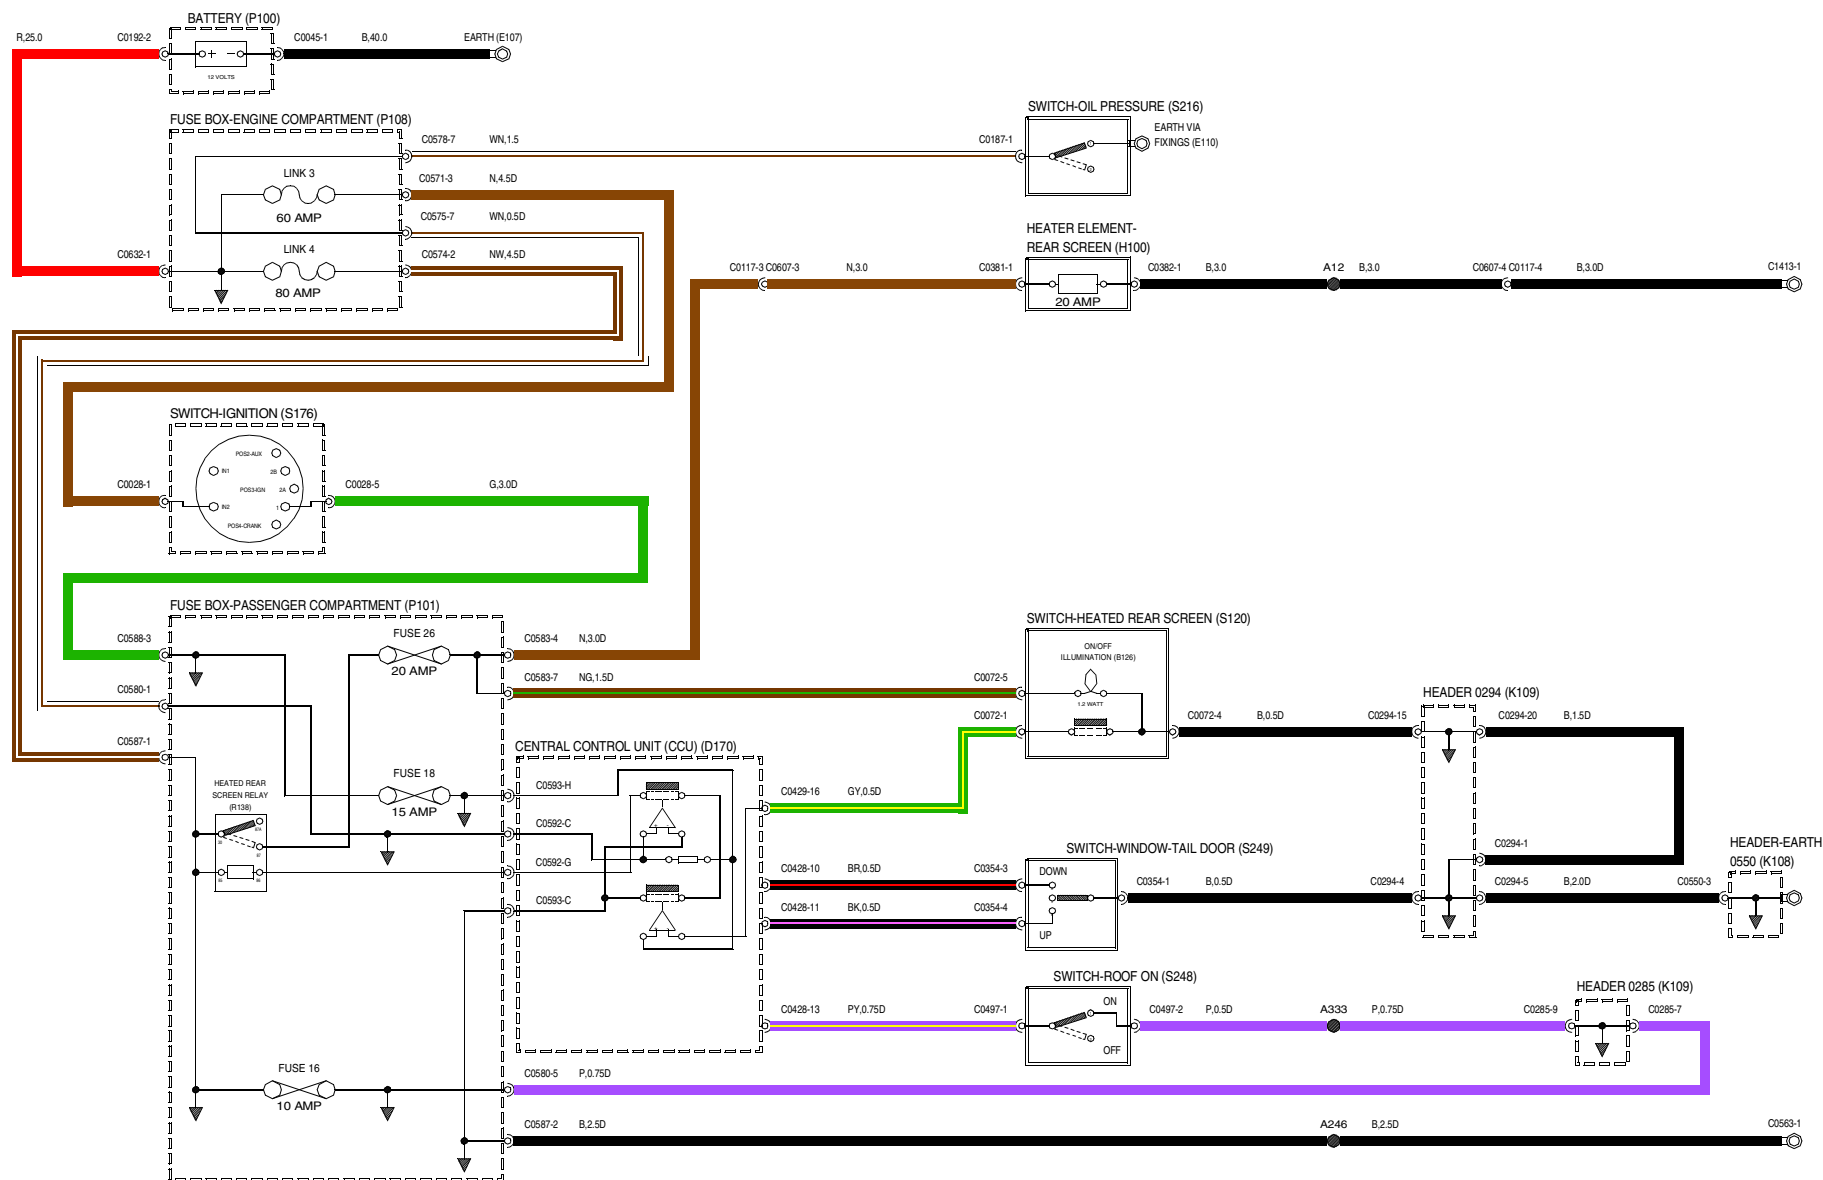 BATTERY (P100)
R,25.0
C0192-2
C0045-1
B,40.0
EARTH (E107)
+ −
12 VOLTS
FUSE BOX-ENGINE COMPARTMENT (P108)
C0578-7
WN,1.5
C0187-1
SWITCH-OIL PRESSURE (S216)
EARTH VIA
FIXINGS (E110)
LINK 3
60 AMP
C0571-3
N,4.5D
C0575-7
WN,0.5D
C0632-1
LINK 4
80 AMP
C0574-2
NW,4.5D
HEATER ELEMENT-
REAR SCREEN (H100)
C0117-3 C0607-3
N,3.0
C0381-1
20 AMP
C0382-1
B,3.0
A12
B,3.0
C0607-4 C0117-4
B,3.0D
C1413-1
SWITCH-IGNITION (S176)
POS2-AUX
IN1
2B
POS3-IGN
2A
IN2
1
POS4-CRANK
C0028-1
C0028-5
G,3.0D
FUSE BOX-PASSENGER COMPARTMENT (P101)
C0588-3
FUSE 26
20 AMP
C0583-4
N,3.0D
C0580-1
C0583-7
NG,1.5D
C0072-5
SWITCH-HEATED REAR SCREEN (S120)
ON/OFF
ILLUMINATION (B126)
1.2 WATT
C0072-1
C0072-4
B,0.5D
C0294-15
HEADER 0294 (K109)
C0294-20
B,1.5D
C0587-1
CENTRAL CONTROL UNIT (CCU) (D170)
HEATED REAR
SCREEN RELAY
(R138)
87A
30
87
85
86
FUSE 18
15 AMP
C0593-H
C0592-C
C0592-G
C0593-C
C0429-16
GY,0.5D
SWITCH-WINDOW-TAIL DOOR (S249)
C0428-10
BR,0.5D
C0354-3
DOWN
C0428-11
BK,0.5D
C0354-4
UP
C0354-1
B,0.5D
C0294-4
C0294-1
C0294-5
B,2.0D
C0550-3
HEADER-EARTH
0550 (K108)
SWITCH-ROOF ON (S248)
C0428-13
PY,0.75D
C0497-1
ON
OFF
C0497-2
P,0.5D
A333
P,0.75D
C0285-9
HEADER 0285 (K109)
C0285-7
FUSE 16
10 AMP
C0580-5
P,0.75D
C0587-2
B,2.5D
A246
B,2.5D
C0563-1